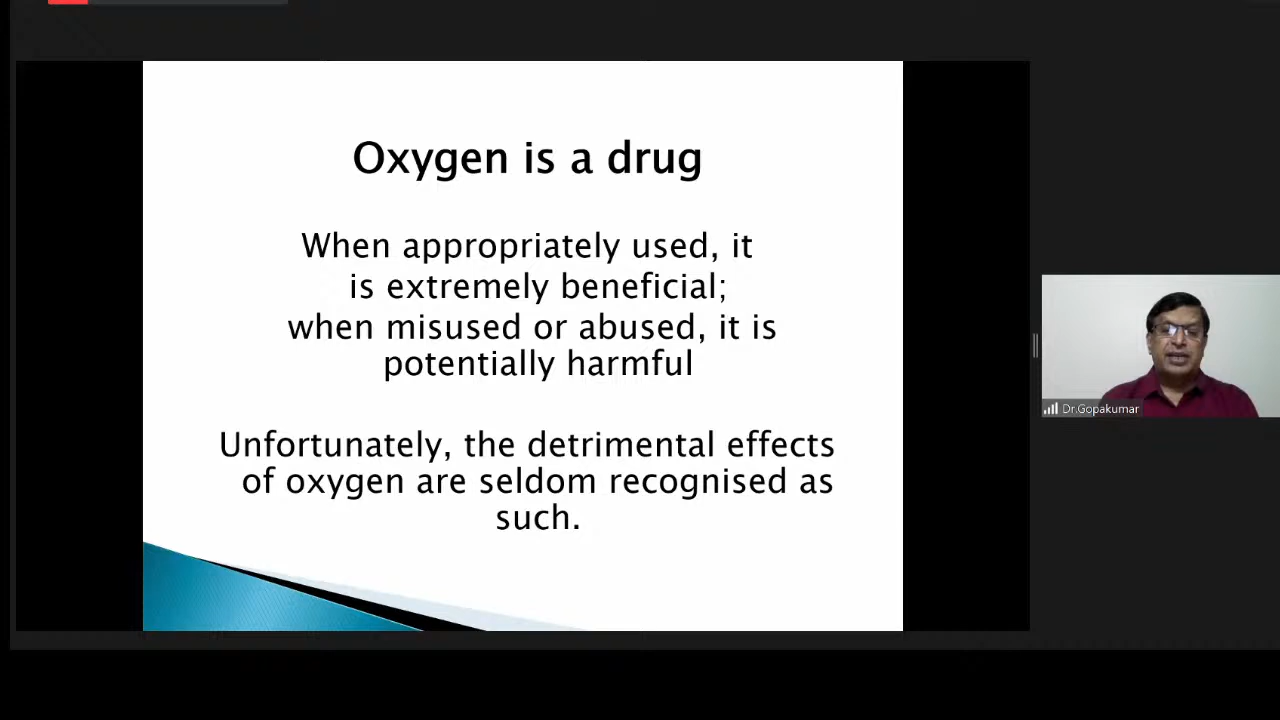 Oxygen is a drug
When appropriately used, it
is extremely beneficial;
when misused or abused, it is
potentially harmful
Unfortunately, the detrimental effects
of oxygen are seldom recognised as
such.
Dr.Gopakumar